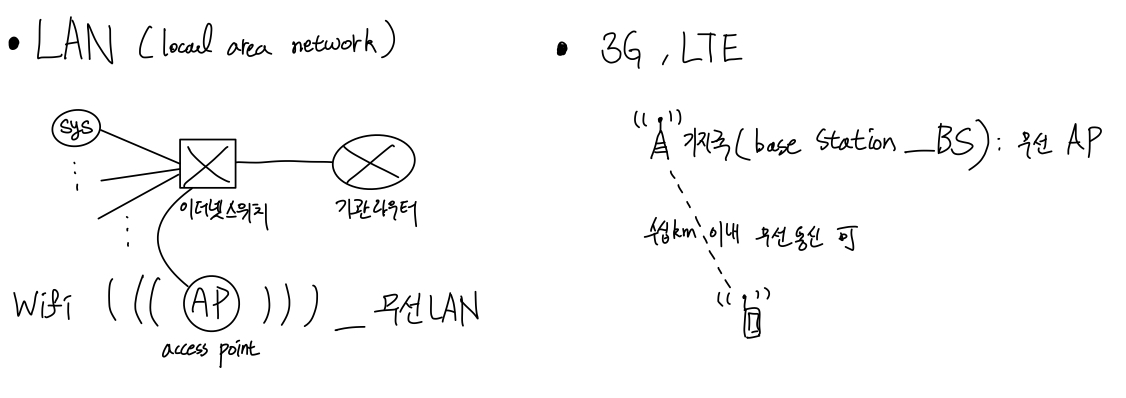 • LAN (local area network)
sys
이더넷스위치
기관라우터
Wifi ((( AP ))) _ 무선LAN
access point
• 3G, LTE
기지국(base station _BS): 무선 AP
수십km 이내 무선통신 可